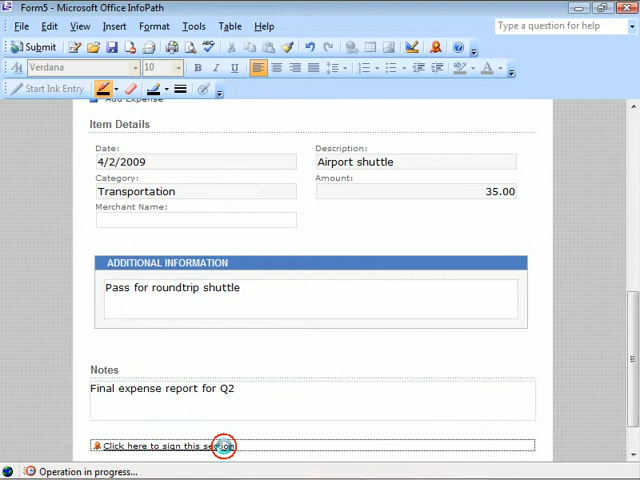 Form5 - Microsoft Office InfoPath
File Edit View Insert Format Tools Table Help
Type a question for help
Submit
Verdana 10 B I U
Start Ink Entry
Add Expense
Item Details
Date: Description:
4/2/2009 Airport shuttle
Category: Amount:
Transportation 35.00
Merchant Name:
ADDITIONAL INFORMATION
Pass for roundtrip shuttle
Notes
Final expense report for Q2
Click here to sign this section
Operation in progress...